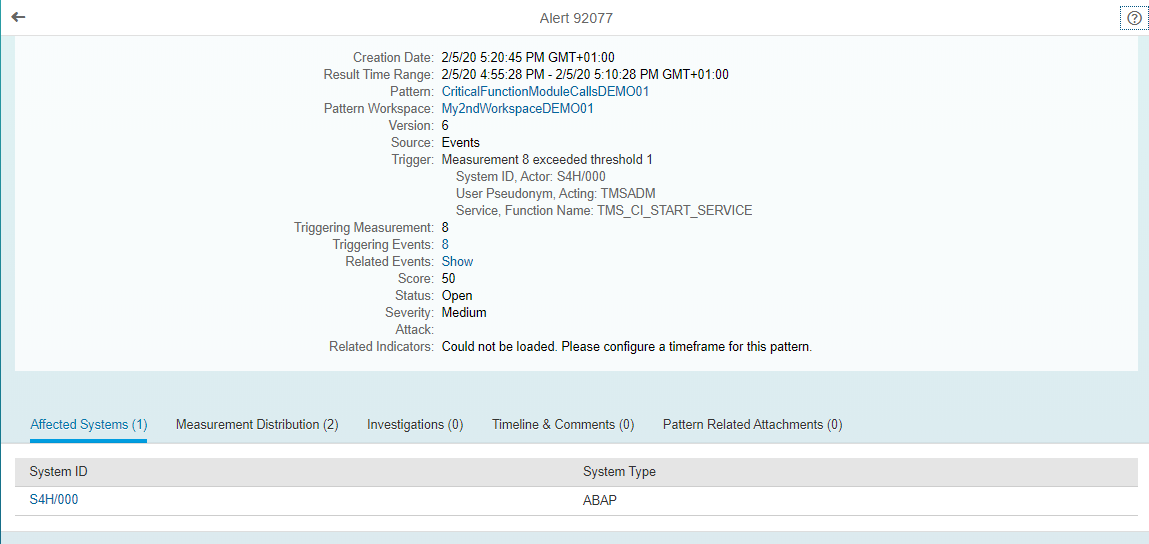 Alert 92077
Creation Date: 2/5/20 5:20:45 PM GMT+01:00
Result Time Range: 2/5/20 4:55:28 PM - 2/5/20 5:10:28 PM GMT+01:00
Pattern: CriticalFunctionModuleCallsDEMO01
Pattern Workspace: My2ndWorkspaceDEMO01
Version: 6
Source: Events
Trigger: Measurement 8 exceeded threshold 1
System ID, Actor: S4H/000
User Pseudonym, Acting: TMSADM
Service, Function Name: TMS_CI_START_SERVICE
Triggering Measurement: 8
Triggering Events: 8
Related Events: Show
Score: 50
Status: Open
Severity: Medium
Attack:
Related Indicators: Could not be loaded. Please configure a timeframe for this pattern.
Affected Systems (1) Measurement Distribution (2) Investigations (0) Timeline & Comments (0) Pattern Related Attachments (0)
System ID System Type
S4H/000 ABAP